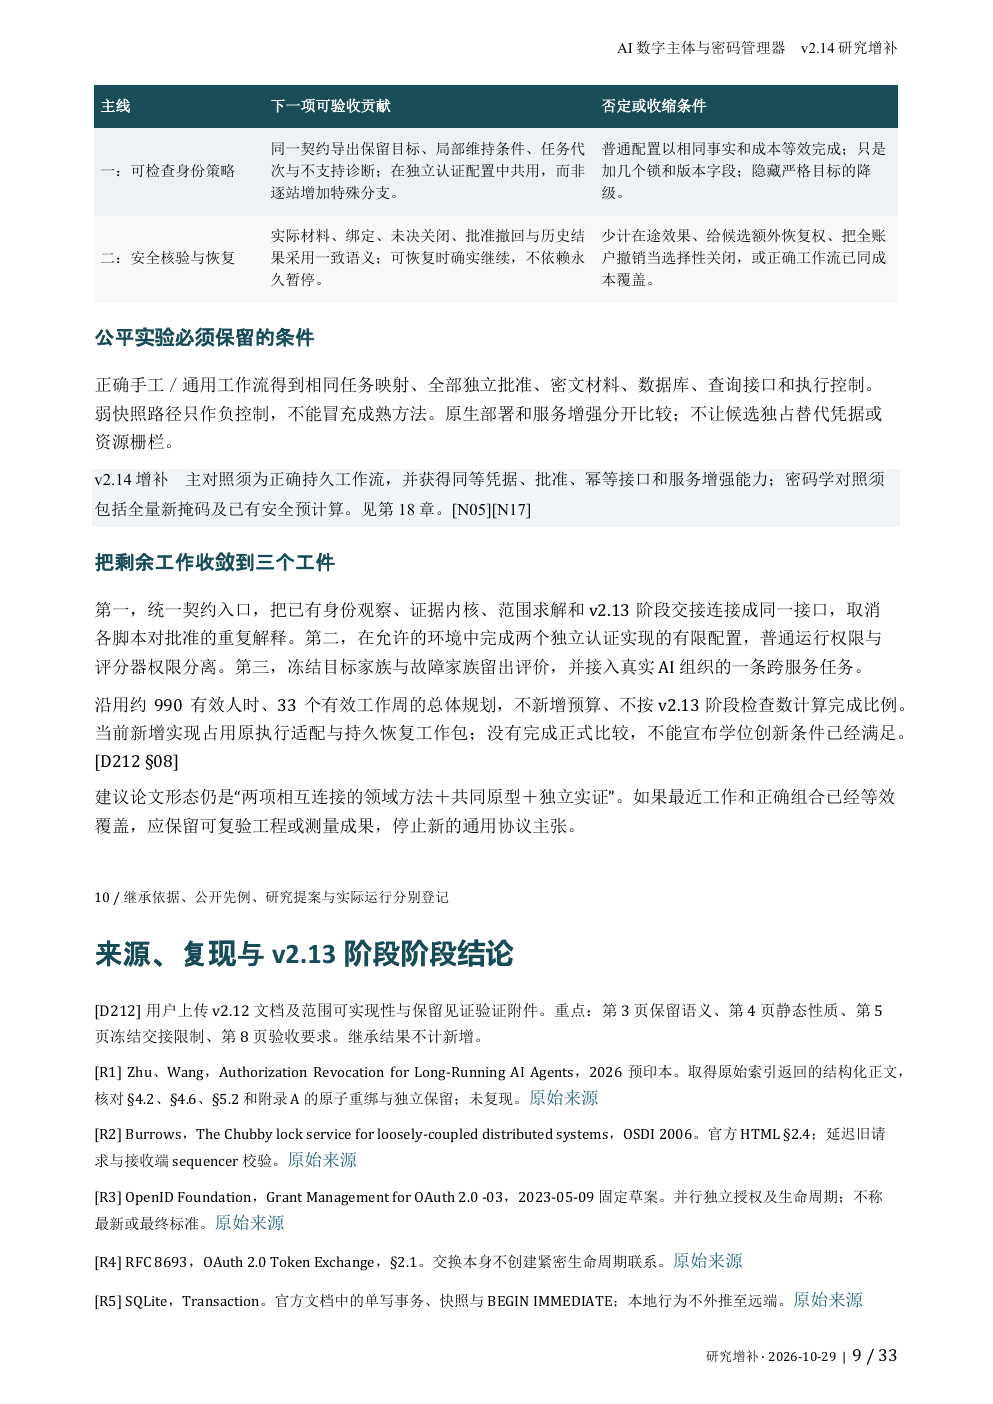 AI 数字主体与密码管理器　v2.14 研究增补
主线　下一项可验收贡献　否定或收缩条件
一：可检查身份策略
同一契约导出保留目标、局部维持条件、任务代
次与不支持诊断；在独立认证配置中共用，而非
逐站增加特殊分支。
普通配置以相同事实和成本等效完成；只是
加几个锁和版本字段；隐藏严格目标的降
级。
二：安全核验与恢复
实际材料、绑定、未决关闭、批准撤回与历史结
果采用一致语义；可恢复时确实继续，不依赖永
久暂停。
少计在途效果、给候选额外恢复权、把全账
户撤销当选择性关闭，或正确工作流已同成
本覆盖。
公平实验必须保留的条件
正确手工／通用工作流得到相同任务映射、全部独立批准、密文材料、数据库、查询接口和执行控制。
弱快照路径只作负控制，不能冒充成熟方法。原生部署和服务增强分开比较；不让候选独占替代凭据或
资源栅栏。
v2.14 增补　主对照须为正确持久工作流，并获得同等凭据、批准、幂等接口和服务增强能力；密码学对照须
包括全量新掩码及已有安全预计算。见第 18 章。[N05][N17]
把剩余工作收敛到三个工件
第一，统一契约入口，把已有身份观察、证据内核、范围求解和 v2.13 阶段交接连接成同一接口，取消
各脚本对批准的重复解释。第二，在允许的环境中完成两个独立认证实现的有限配置，普通运行权限与
评分器权限分离。第三，冻结目标家族与故障家族留出评价，并接入真实 AI 组织的一条跨服务任务。
沿用约 990 有效人时、33 个有效工作周的总体规划，不新增预算、不按 v2.13 阶段检查数计算完成比例。
当前新增实现占用原执行适配与持久恢复工作包；没有完成正式比较，不能宣布学位创新条件已经满足。
[D212 §08]
建议论文形态仍是“两项相互连接的领域方法＋共同原型＋独立实证”。如果最近工作和正确组合已经等效
覆盖，应保留可复验工程或测量成果，停止新的通用协议主张。
10 / 继承依据、公开先例、研究提案与实际运行分别登记
来源、复现与 v2.13 阶段阶段结论
[D212] 用户上传 v2.12 文档及范围可实现性与保留见证验证附件。重点：第 3 页保留语义、第 4 页静态性质、第 5
页冻结交接限制、第 8 页验收要求。继承结果不计新增。
[R1] Zhu、Wang，Authorization Revocation for Long-Running AI Agents，2026 预印本。取得原始索引返回的结构化正文，
核对 §4.2、§4.6、§5.2 和附录 A 的原子重绑与独立保留；未复现。原始来源
[R2] Burrows，The Chubby lock service for loosely-coupled distributed systems，OSDI 2006。官方 HTML §2.4；延迟旧请
求与接收端 sequencer 校验。原始来源
[R3] OpenID Foundation，Grant Management for OAuth 2.0 -03，2023-05-09 固定草案。并行独立授权及生命周期；不称
最新或最终标准。原始来源
[R4] RFC 8693，OAuth 2.0 Token Exchange，§2.1。交换本身不创建紧密生命周期联系。原始来源
[R5] SQLite，Transaction。官方文档中的单写事务、快照与 BEGIN IMMEDIATE；本地行为不外推至远端。原始来源
研究增补 · 2026-10-29 | 9 / 33